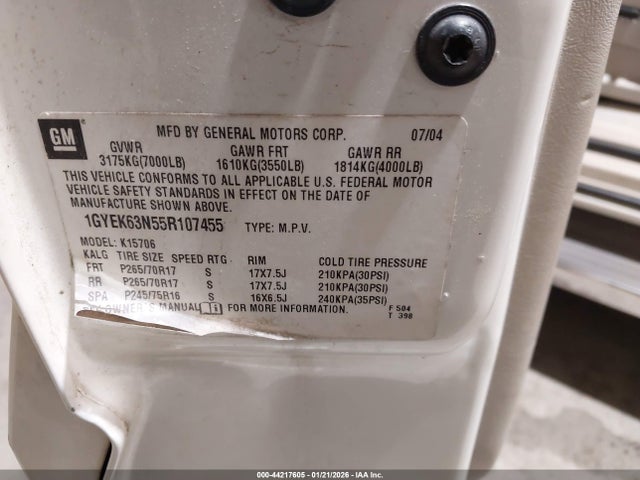 GM
MFD BY GENERAL MOTORS CORP. 07/04
GVWR GAWR FRT GAWR RR
3175KG(7000LB) 1610KG(3550LB) 1814KG(4000LB)
THIS VEHICLE CONFORMS TO ALL APPLICABLE U.S. FEDERAL MOTOR
VEHICLE SAFETY STANDARDS IN EFFECT ON THE DATE OF
MANUFACTURE SHOWN ABOVE.
1GYEK63N55R107455 TYPE: M.P.V.
MODEL: K15706
KALG TIRE SIZE SPEED RTG RIM COLD TIRE PRESSURE
FRT P265/70R17 S 17X7.5J 210KPA(30PSI)
RR P265/70R17 S 17X7.5J 210KPA(30PSI)
SPA P245/75R16 S 16X6.5J 240KPA(35PSI)
OWNER'S MANUAL FOR MORE INFORMATION.
F 504
T 398
000-44217605 - 01/21/2026 - IAA Inc.